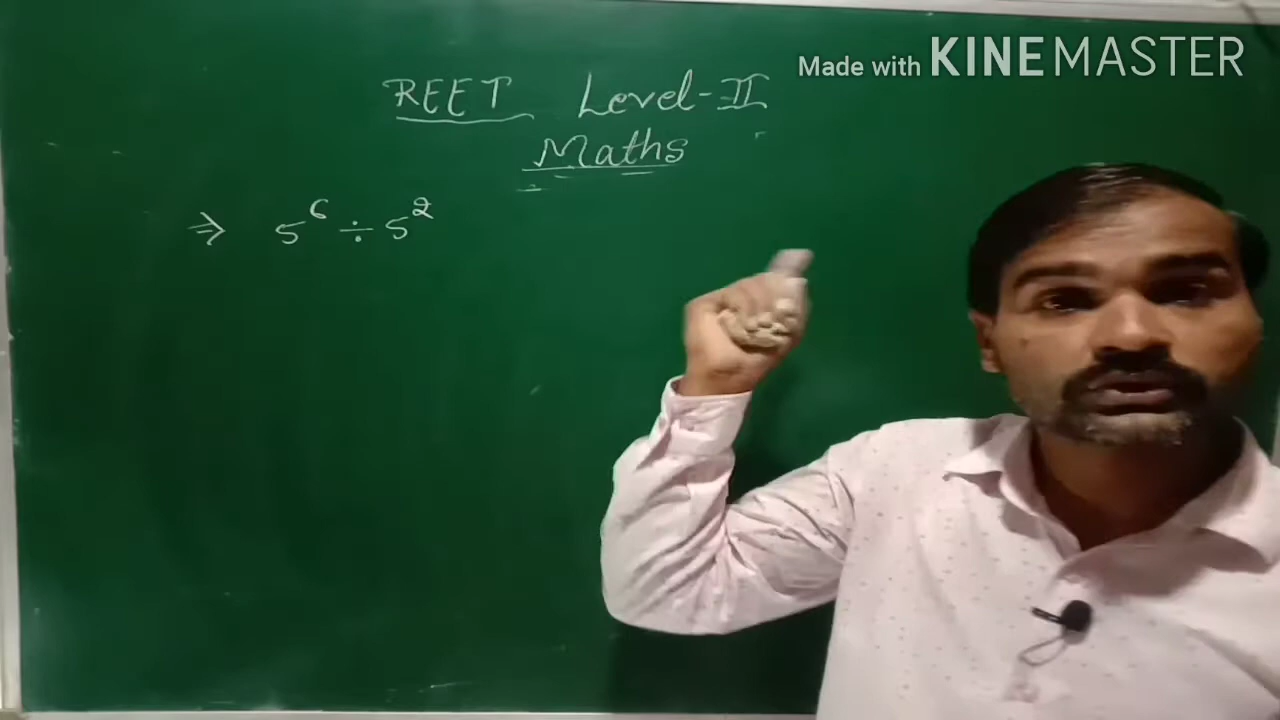 Made with KINEMASTER
REET Level-II
Maths
⇒ 5⁶ ÷ 5²